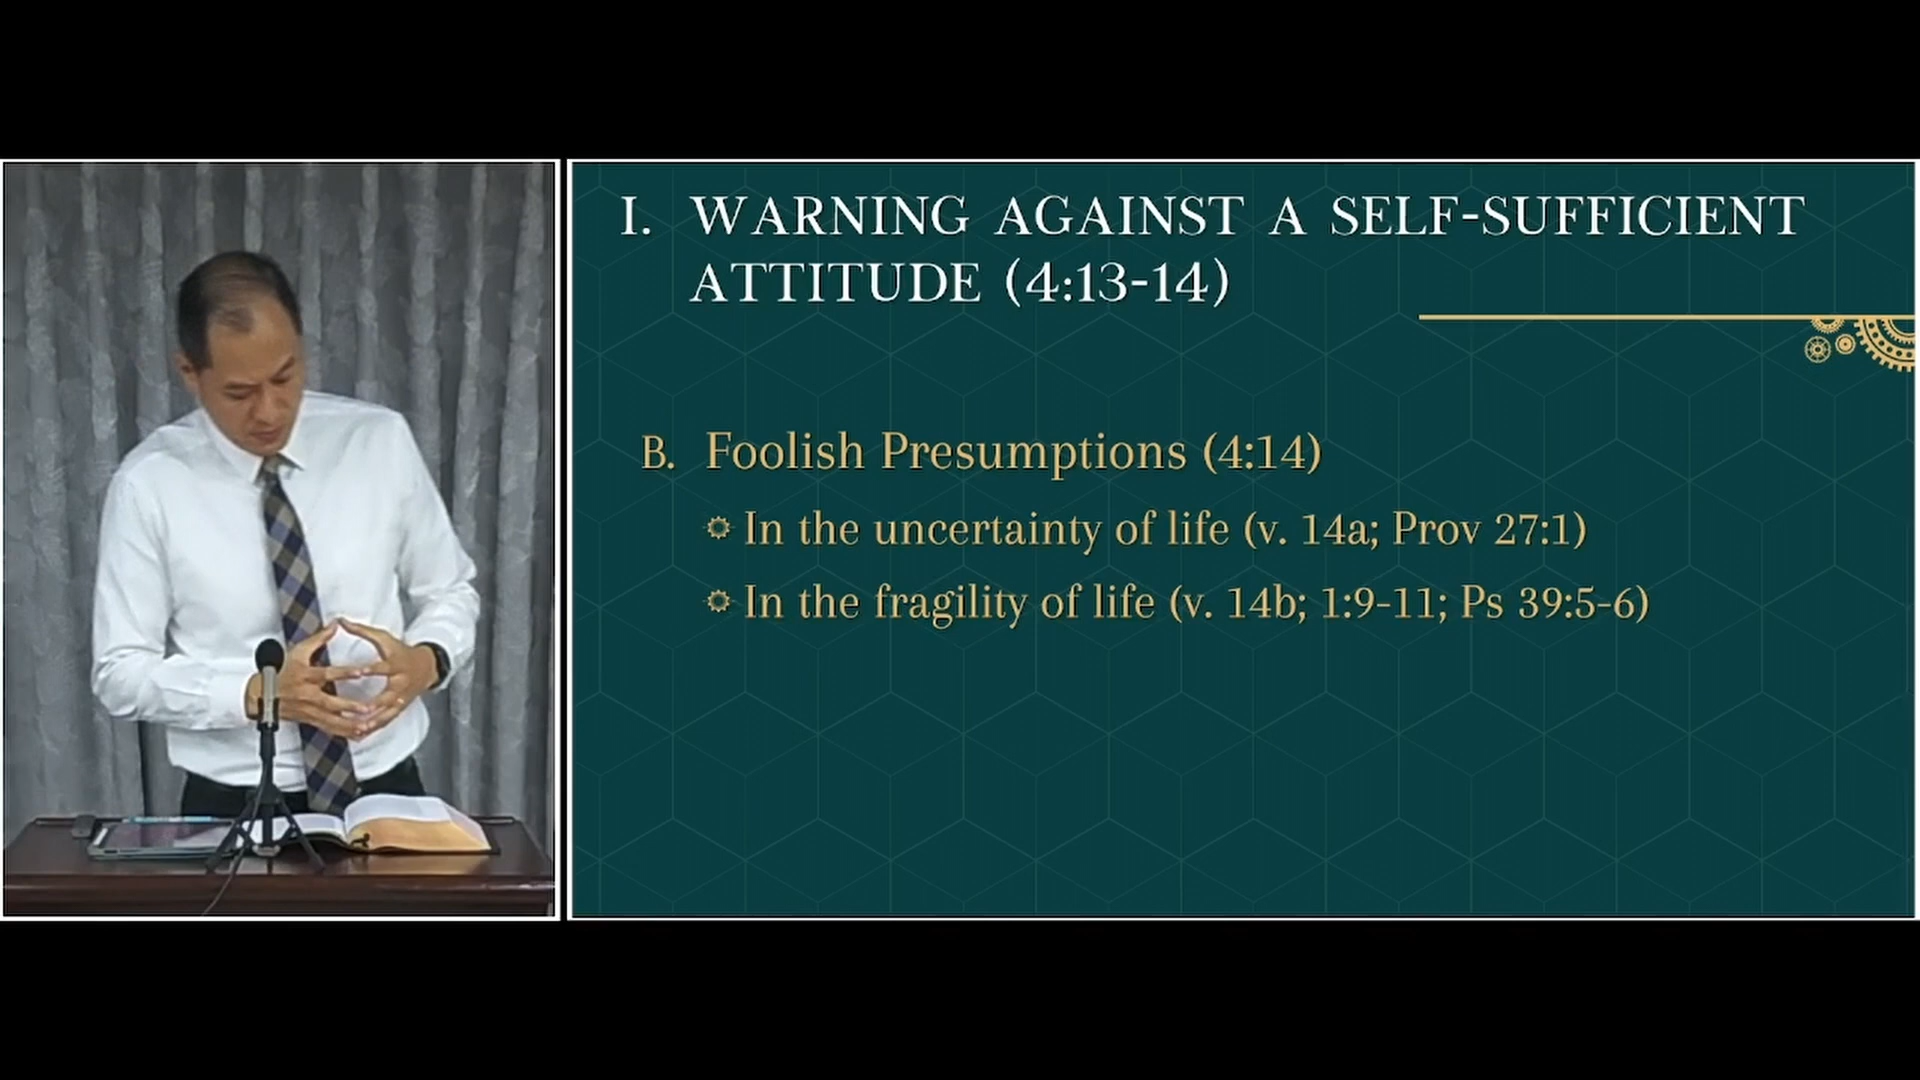 I. WARNING AGAINST A SELF-SUFFICIENT
ATTITUDE (4:13-14)
B. Foolish Presumptions (4:14)
In the uncertainty of life (v. 14a; Prov 27:1)
In the fragility of life (v. 14b; 1:9-11; Ps 39:5-6)